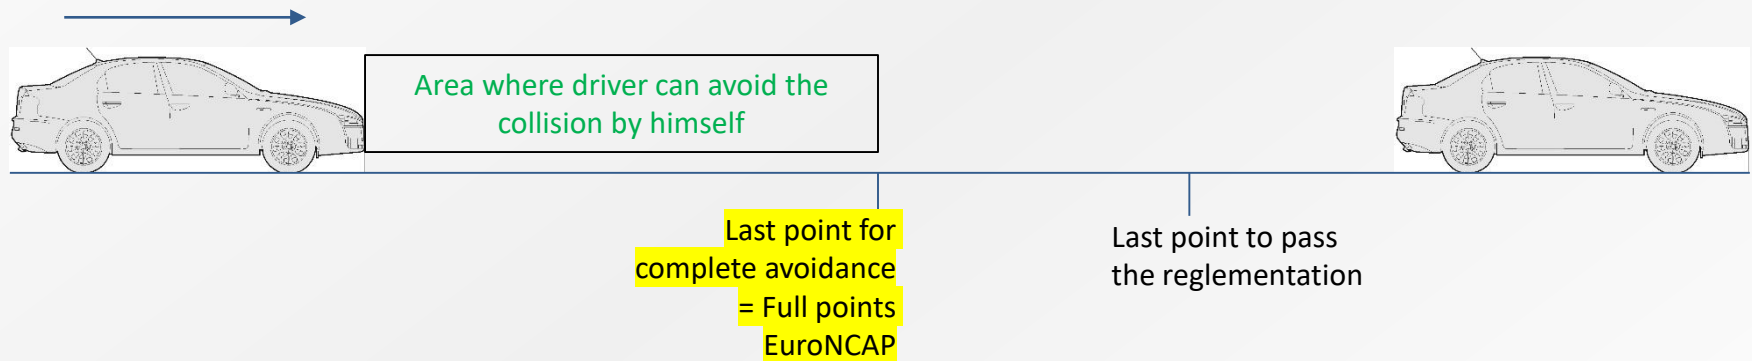 Area where driver can avoid the
collision by himself
Last point for
complete avoidance
= Full points
EuroNCAP
Last point to pass
the reglementation